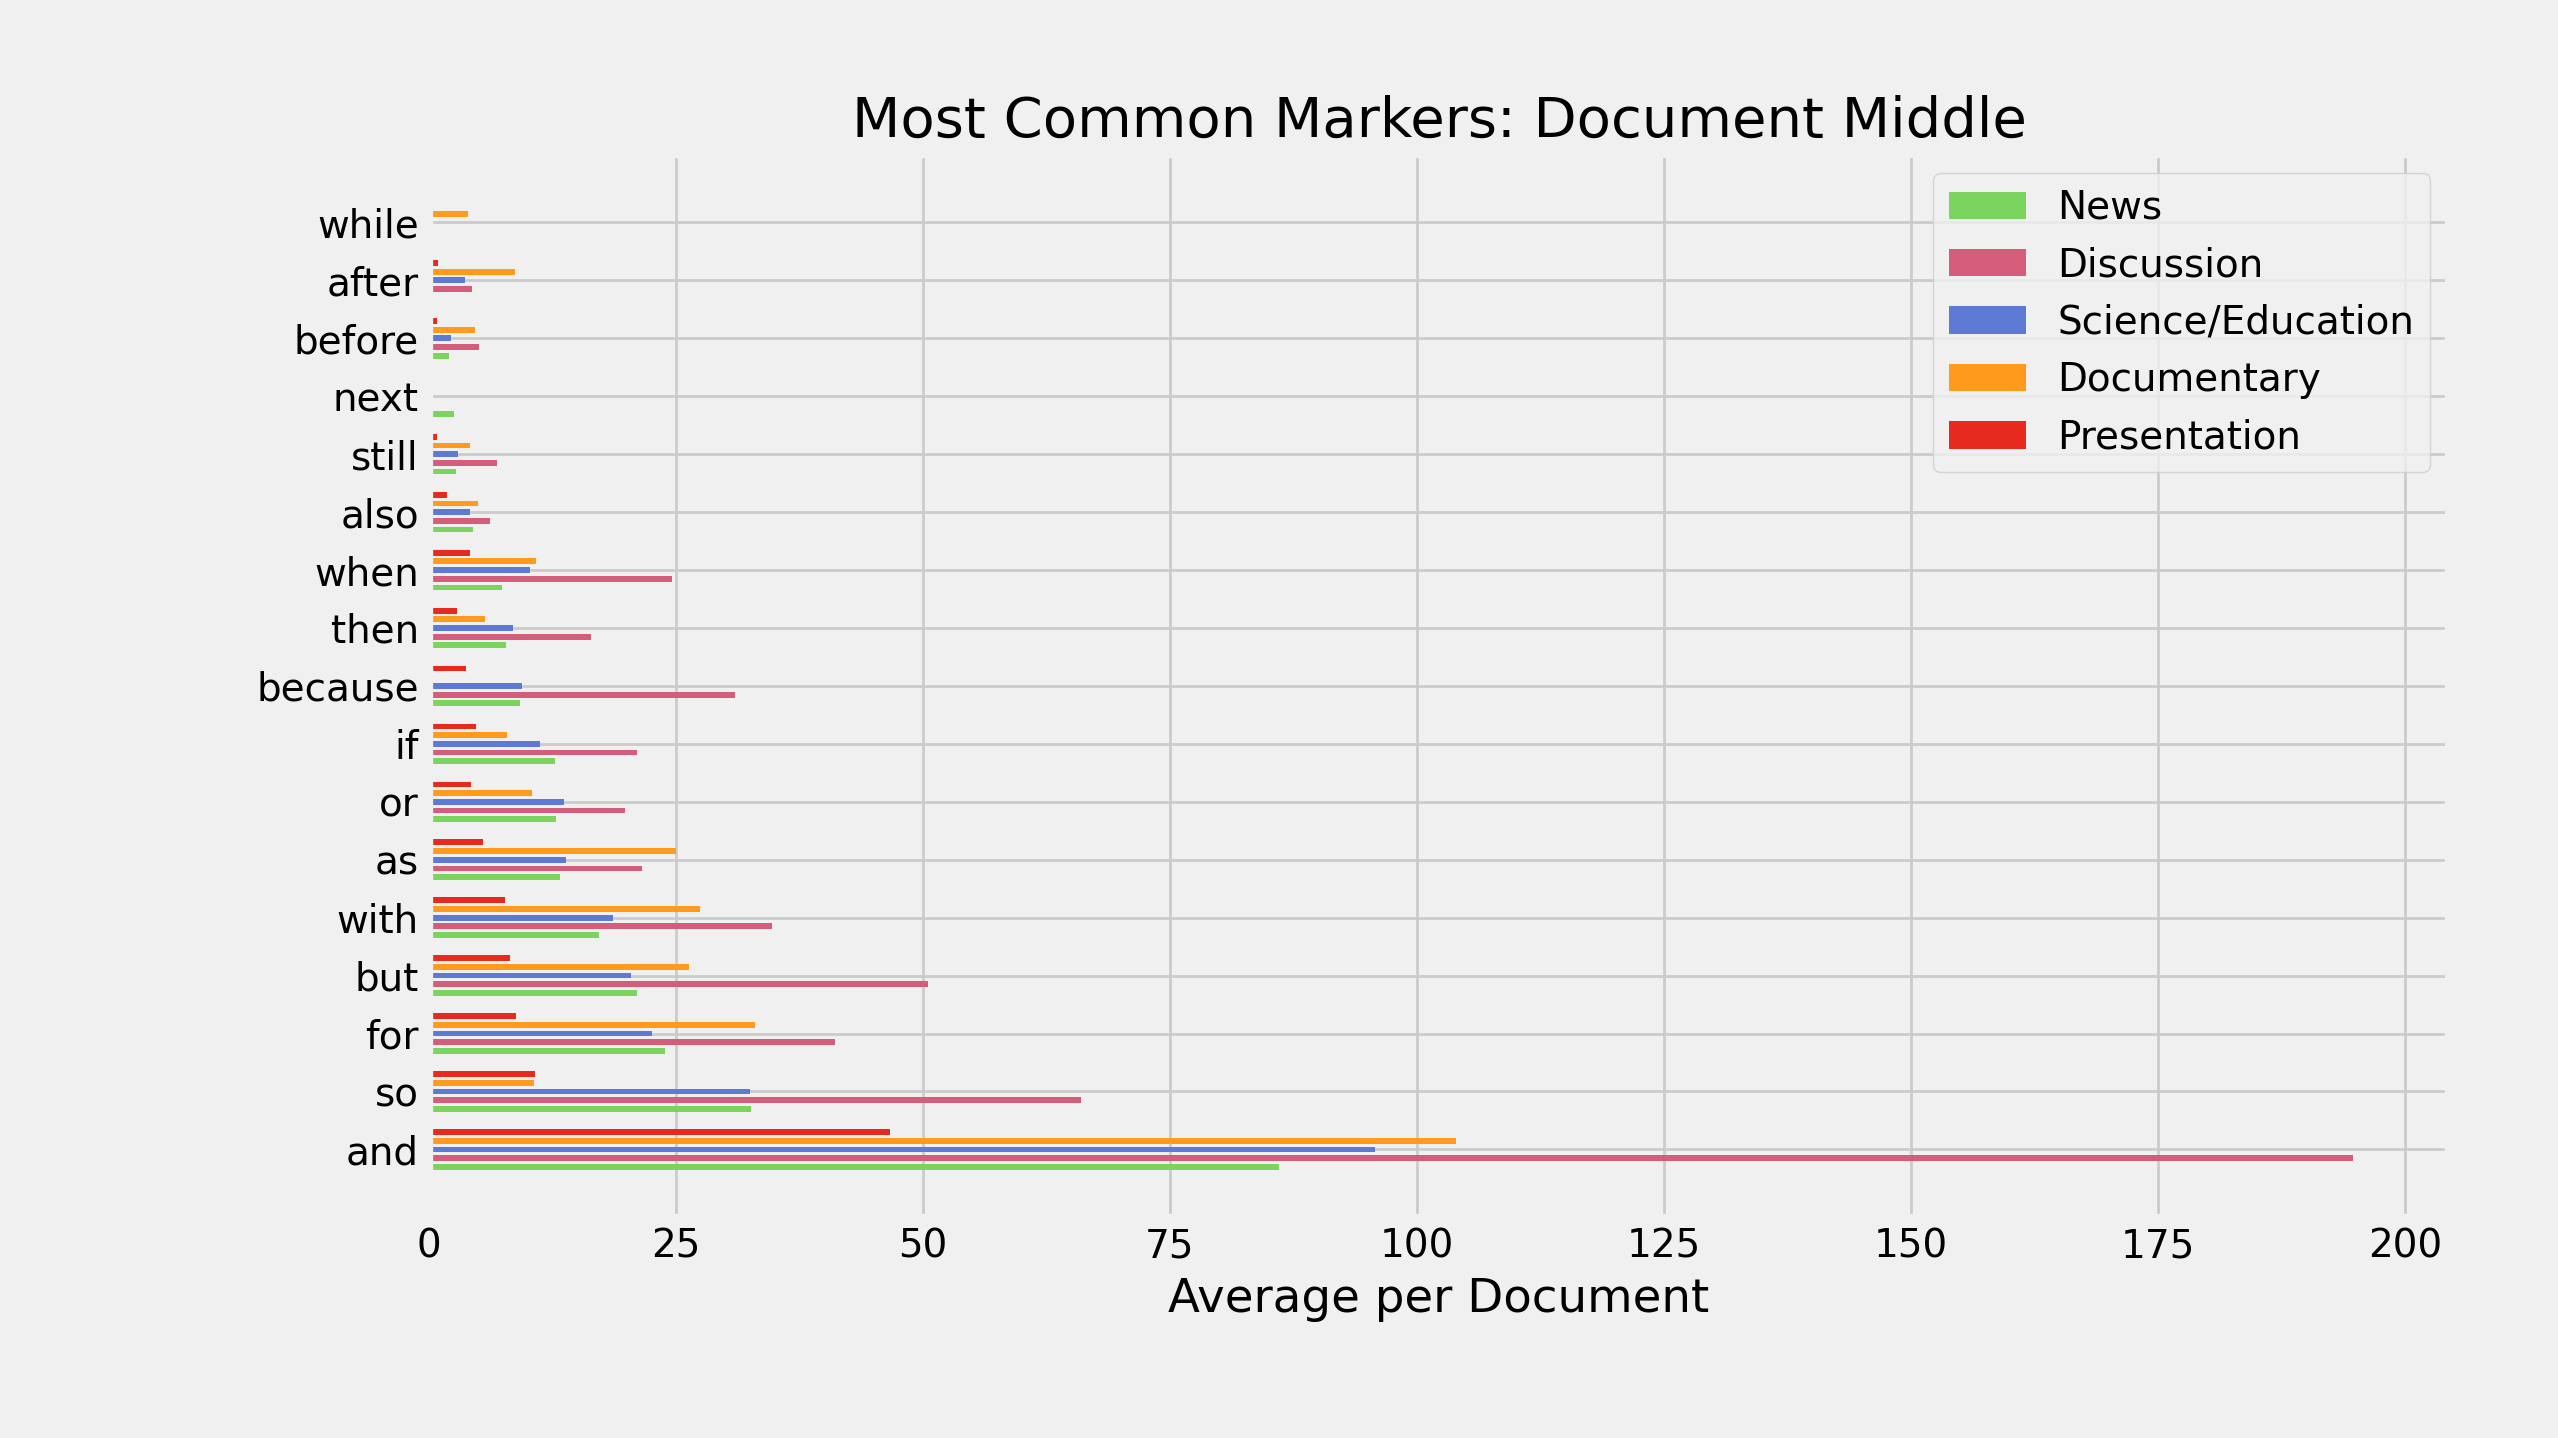 Most Common Markers: Document Middle
while
after
before
next
still
also
when
then
because
if
or
as
with
but
for
so
and
News
Discussion
Science/Education
Documentary
Presentation
0 25 50 75 100 125 150 175 200
Average per Document